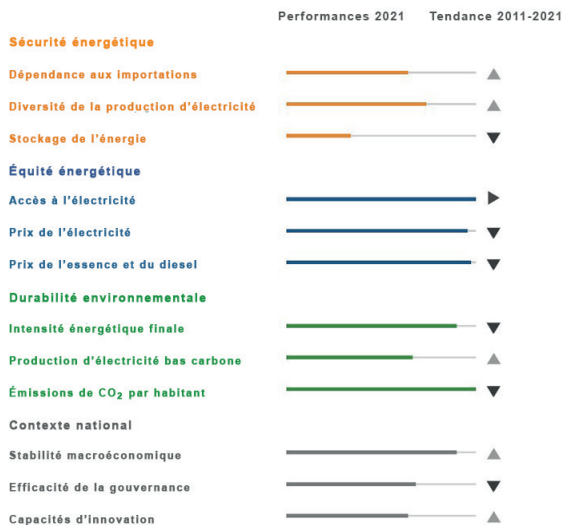 Performances 2021 Tendance 2011-2021
Sécurité énergétique
Dépendance aux importations
Diversité de la production d'électricité
Stockage de l'énergie
Équité énergétique
Accès à l'électricité
Prix de l'électricité
Prix de l'essence et du diesel
Durabilité environnementale
Intensité énergétique finale
Production d'électricité bas carbone
Émissions de CO₂ par habitant
Contexte national
Stabilité macroéconomique
Efficacité de la gouvernance
Capacités d'innovation